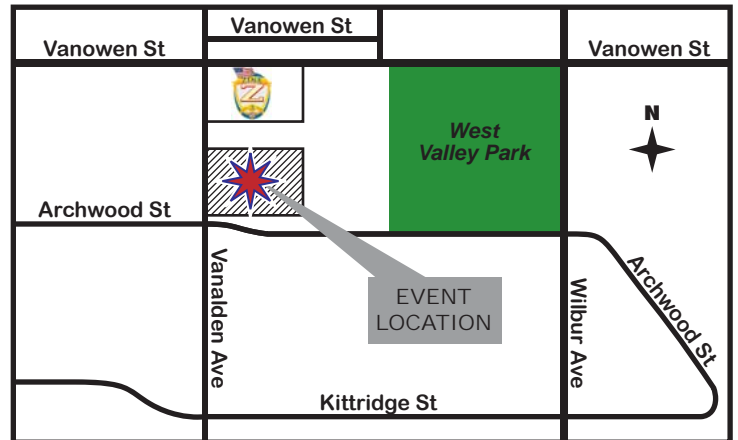 Vanowen St
Vanowen St
Vanowen St
Z
West
Valley Park
N
Archwood St
EVENT
LOCATION
Vanalden Ave
Wilbur Ave
Archwood St
Kittridge St